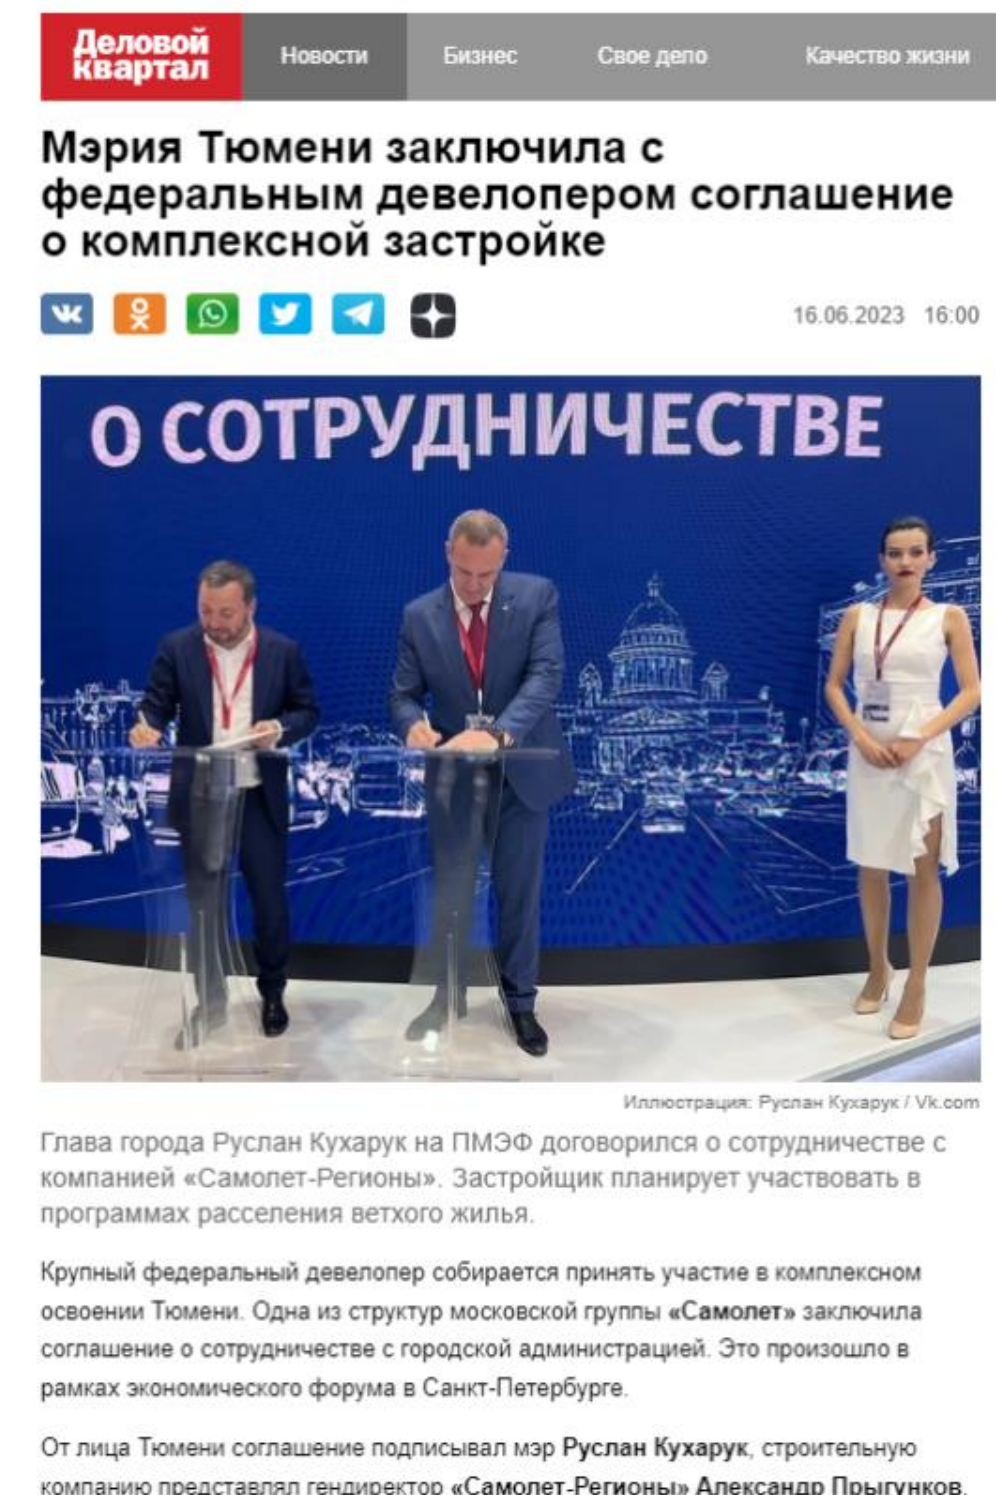 Деловой
квартал
Новости
Бизнес
Свое дело
Качество жизни
Мэрия Тюмени заключила с
федеральным девелопером соглашение
о комплексной застройке
16.06.2023 16:00
О СОТРУДНИЧЕСТВЕ
Иллюстрация: Руслан Кухарук / Vk.com
Глава города Руслан Кухарук на ПМЭФ договорился о сотрудничестве с
компанией «Самолет-Регионы». Застройщик планирует участвовать в
программах расселения ветхого жилья.
Крупный федеральный девелопер собирается принять участие в комплексном
освоении Тюмени. Одна из структур московской группы «Самолет» заключила
соглашение о сотрудничестве с городской администрацией. Это произошло в
рамках экономического форума в Санкт-Петербурге.
От лица Тюмени соглашение подписывал мэр Руслан Кухарук, строительную
компанию представлял гендиректор «Самолет-Регионы» Александр Прыгунков.